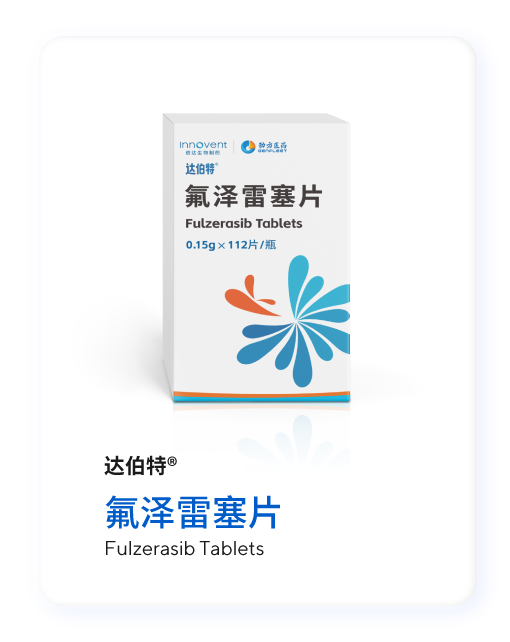 Innovent 劲方医药
信达生物制药 GENFLEET
达伯特®
氟泽雷塞片
Fulzerasib Tablets
0.15g × 112片/瓶
达伯特®
氟泽雷塞片
Fulzerasib Tablets